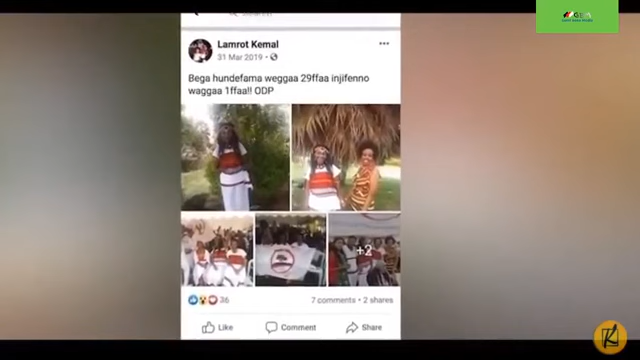 Lamrot Kemal
31 Mar 2019
Bega hundefama weggaa 29ffaa injifenno
waggaa 1ffaa!! ODP
+2
36
7 comments • 2 shares
Like
Comment
Share